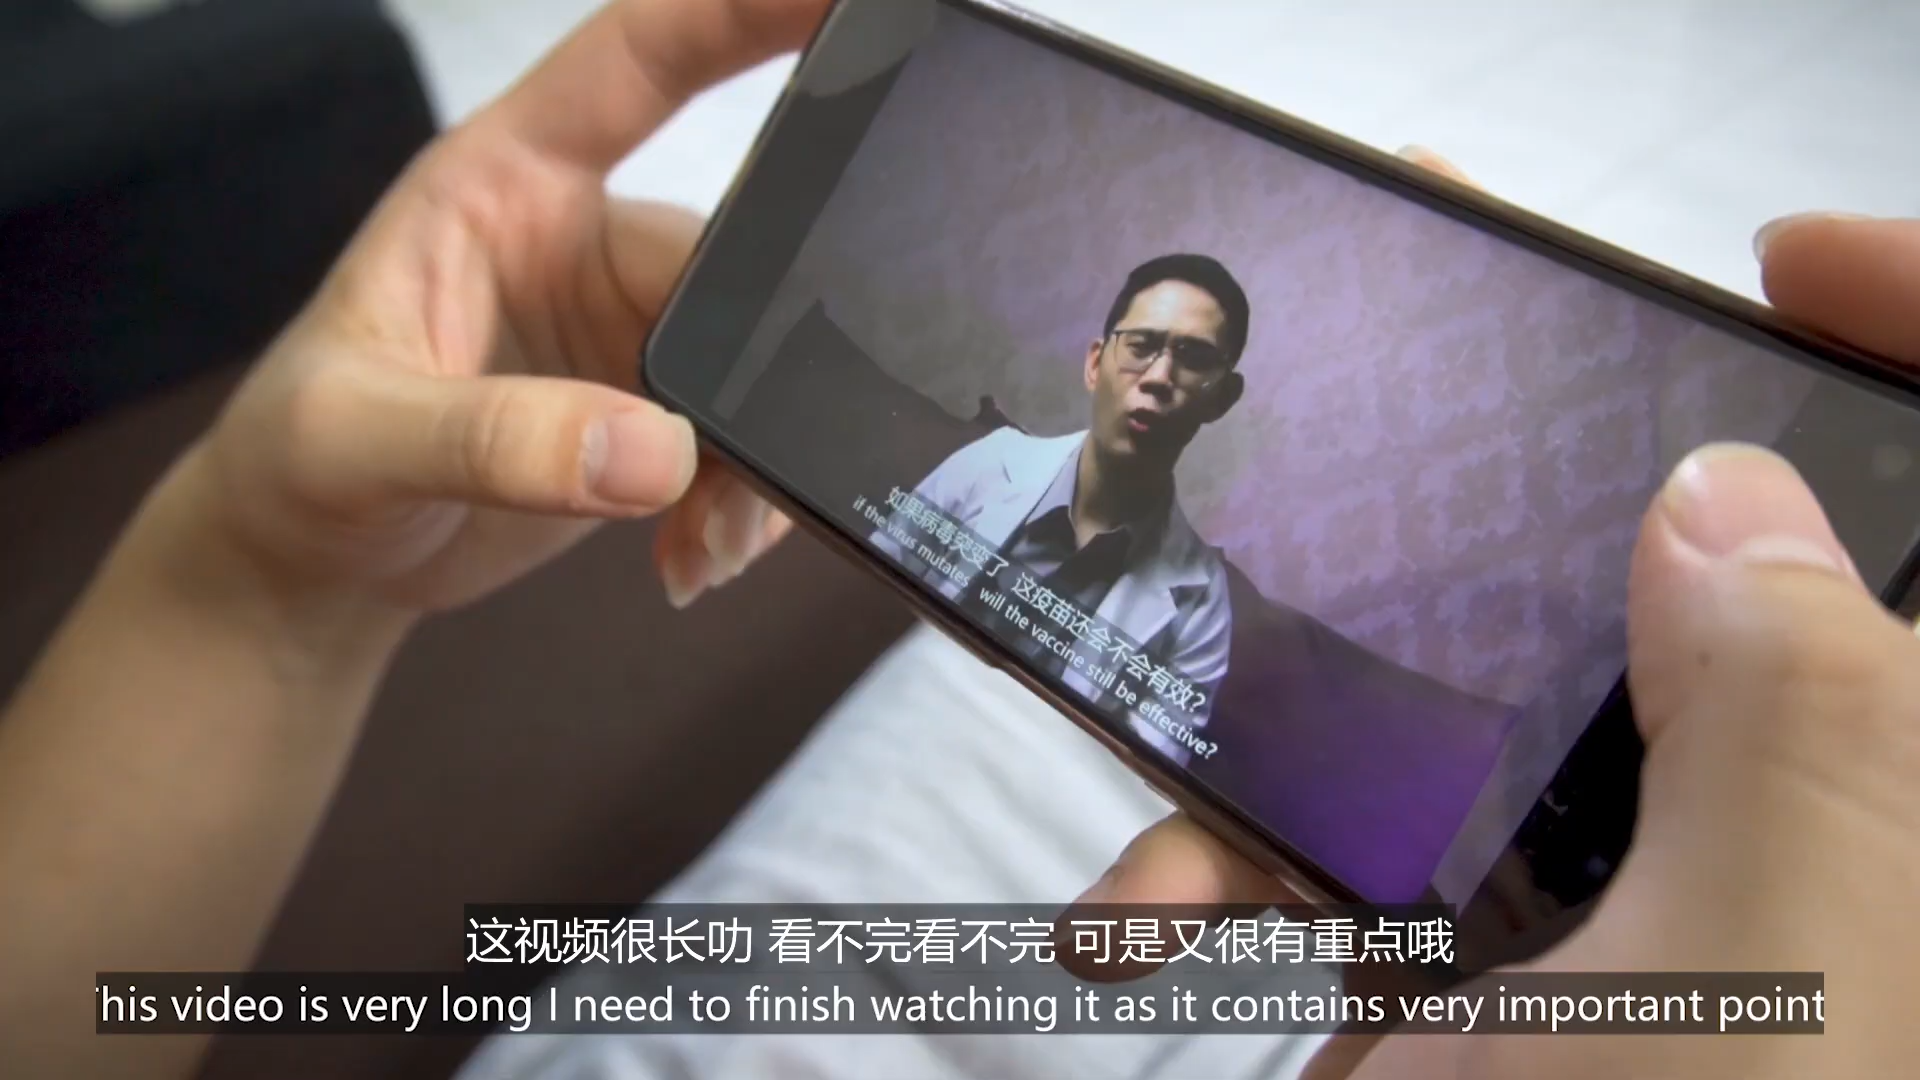 如果病毒突变了 这疫苗还会不会有效?
if the virus mutates will the vaccine still be effective?
这视频很长叻 看不完看不完 可是又很有重点哦
his video is very long I need to finish watching it as it contains very important point